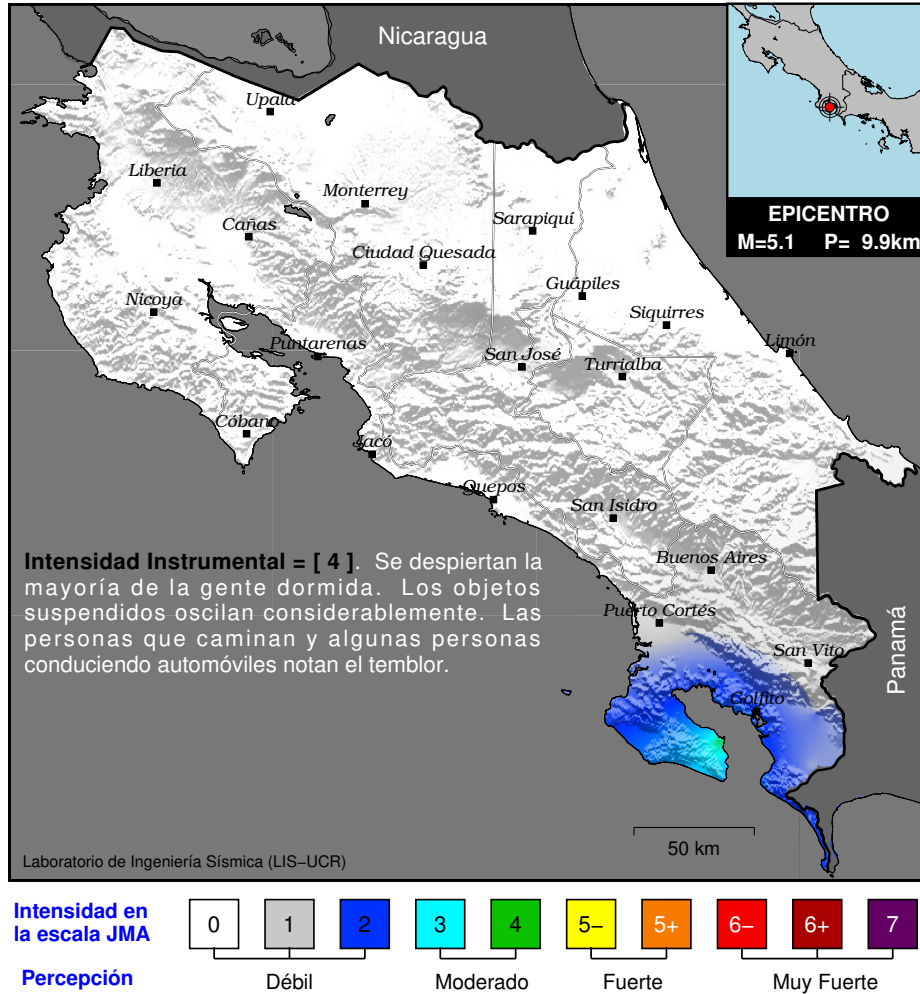 Nicaragua
Upala
Liberia
Monterrey
Cañas
Sarapiquí
Ciudad Quesada
Guápiles
Nicoya
Siquirres
Puntarenas
Limón
San José
Turrialba
Cóbano
Jacó
Quepos
San Isidro
Buenos Aires
Puerto Cortés
San Vito
Golfito
Panamá
EPICENTRO
M=5.1 P= 9.9km
Intensidad Instrumental = [ 4 ]. Se despiertan la
mayoría de la gente dormida. Los objetos
suspendidos oscilan considerablemente. Las
personas que caminan y algunas personas
conduciendo automóviles notan el temblor.
50 km
Laboratorio de Ingeniería Sísmica (LIS−UCR)
Intensidad en
la escala JMA
0 1 2 3 4 5− 5+ 6− 6+ 7
Percepción
Débil Moderado Fuerte Muy Fuerte